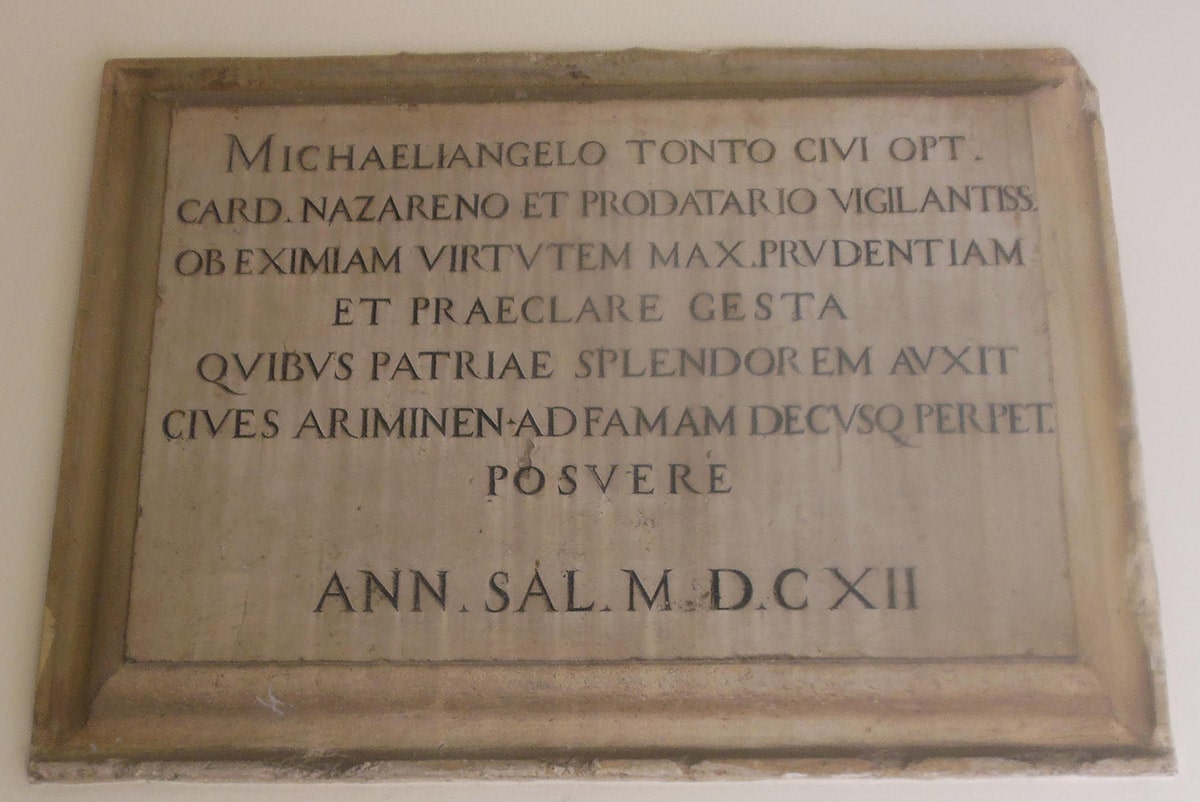 MICHAELIANGELO TONTO CIVI OPT.
CARD. NAZARENO ET PRODATARIO VIGILANTISS.
OB EXIMIAM VIRTVTEM MAX. PRVDENTIAM
ET PRAECLARE GESTA
QVIBVS PATRIAE SPLENDOREM AVXIT
CIVES ARIMINEN· AD FAMAM DECVSQ PERPET.
POSVERE
ANN. SAL. M. D. C XII